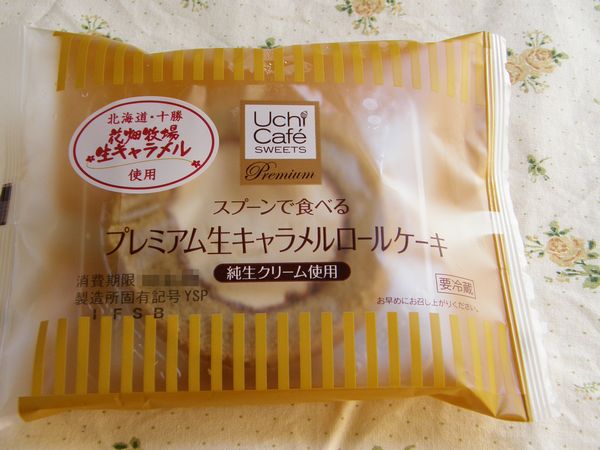 北海道・十勝
花畑牧場
生キャラメル
使用
Uchi
Café
SWEETS
Premium
スプーンで食べる
プレミアム生キャラメルロールケーキ
純生クリーム使用
消費期限
製造所固有記号 YSP
I F S B
要冷蔵
お早めにお召し上がりください。